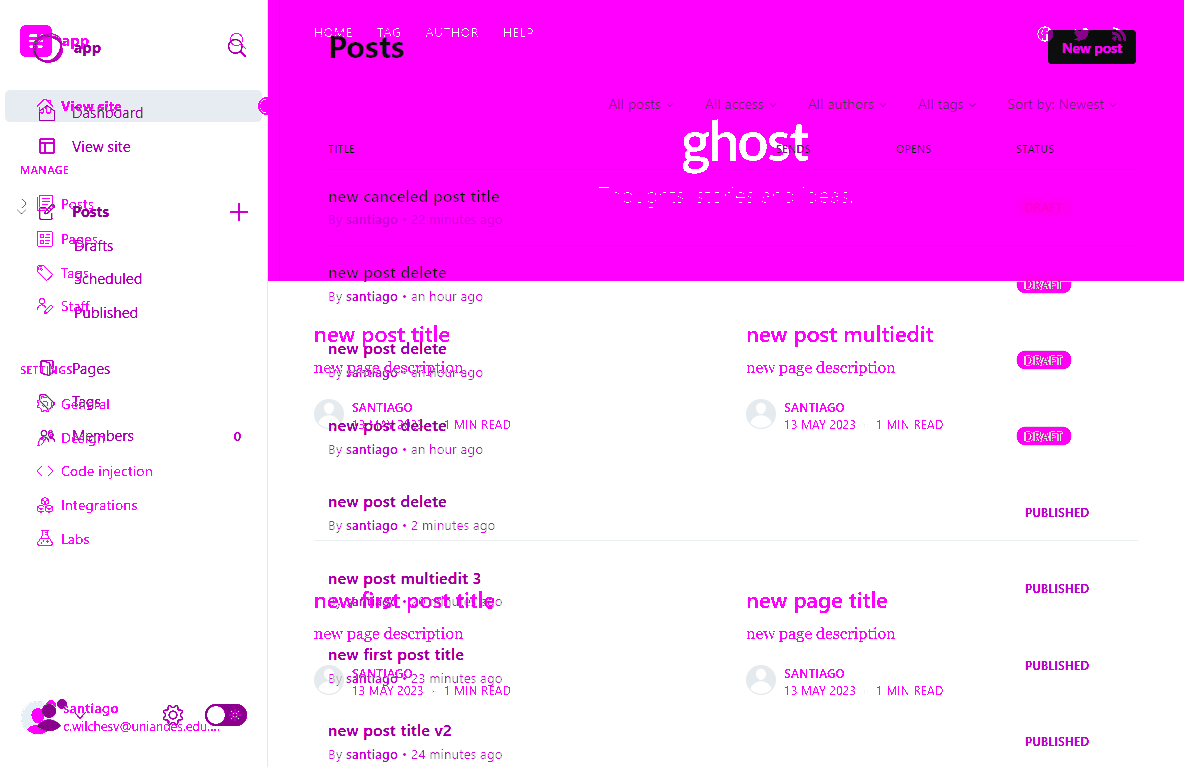 app
app
View site
Dashboard
View site
MANAGE
Posts
Posts
Pages
Drafts
Tags
Scheduled
Staff
Published
SETTINGS
Pages
General
Tags
Design
Members
0
Code injection
Integrations
Labs
Santiago
c.wilchesv@uniandes.edu....
HOME TAG AUTHOR HELP
Posts
New post
All posts All access All authors All tags Sort by: Newest
ghost
TITLE SENDS OPENS STATUS
Thoughts, stories and ideas.
new canceled post title
By santiago • 22 minutes ago
DRAFT
new post delete
By santiago • an hour ago
DRAFT
new post title
new post multiedit
new post delete
By santiago • an hour ago
DRAFT
new page description
new page description
SANTIAGO
13 MAY 2023 · 1 MIN READ
SANTIAGO
13 MAY 2023 1 MIN READ
new post delete
By santiago • an hour ago
DRAFT
new post delete
By santiago • 2 minutes ago
PUBLISHED
new post multiedit 3
By santiago • 20 minutes ago
PUBLISHED
new first post title
new page title
new page description
new page description
new first post title
By santiago • 23 minutes ago
PUBLISHED
SANTIAGO
13 MAY 2023 · 1 MIN READ
SANTIAGO
13 MAY 2023 1 MIN READ
new post title v2
By santiago • 24 minutes ago
PUBLISHED